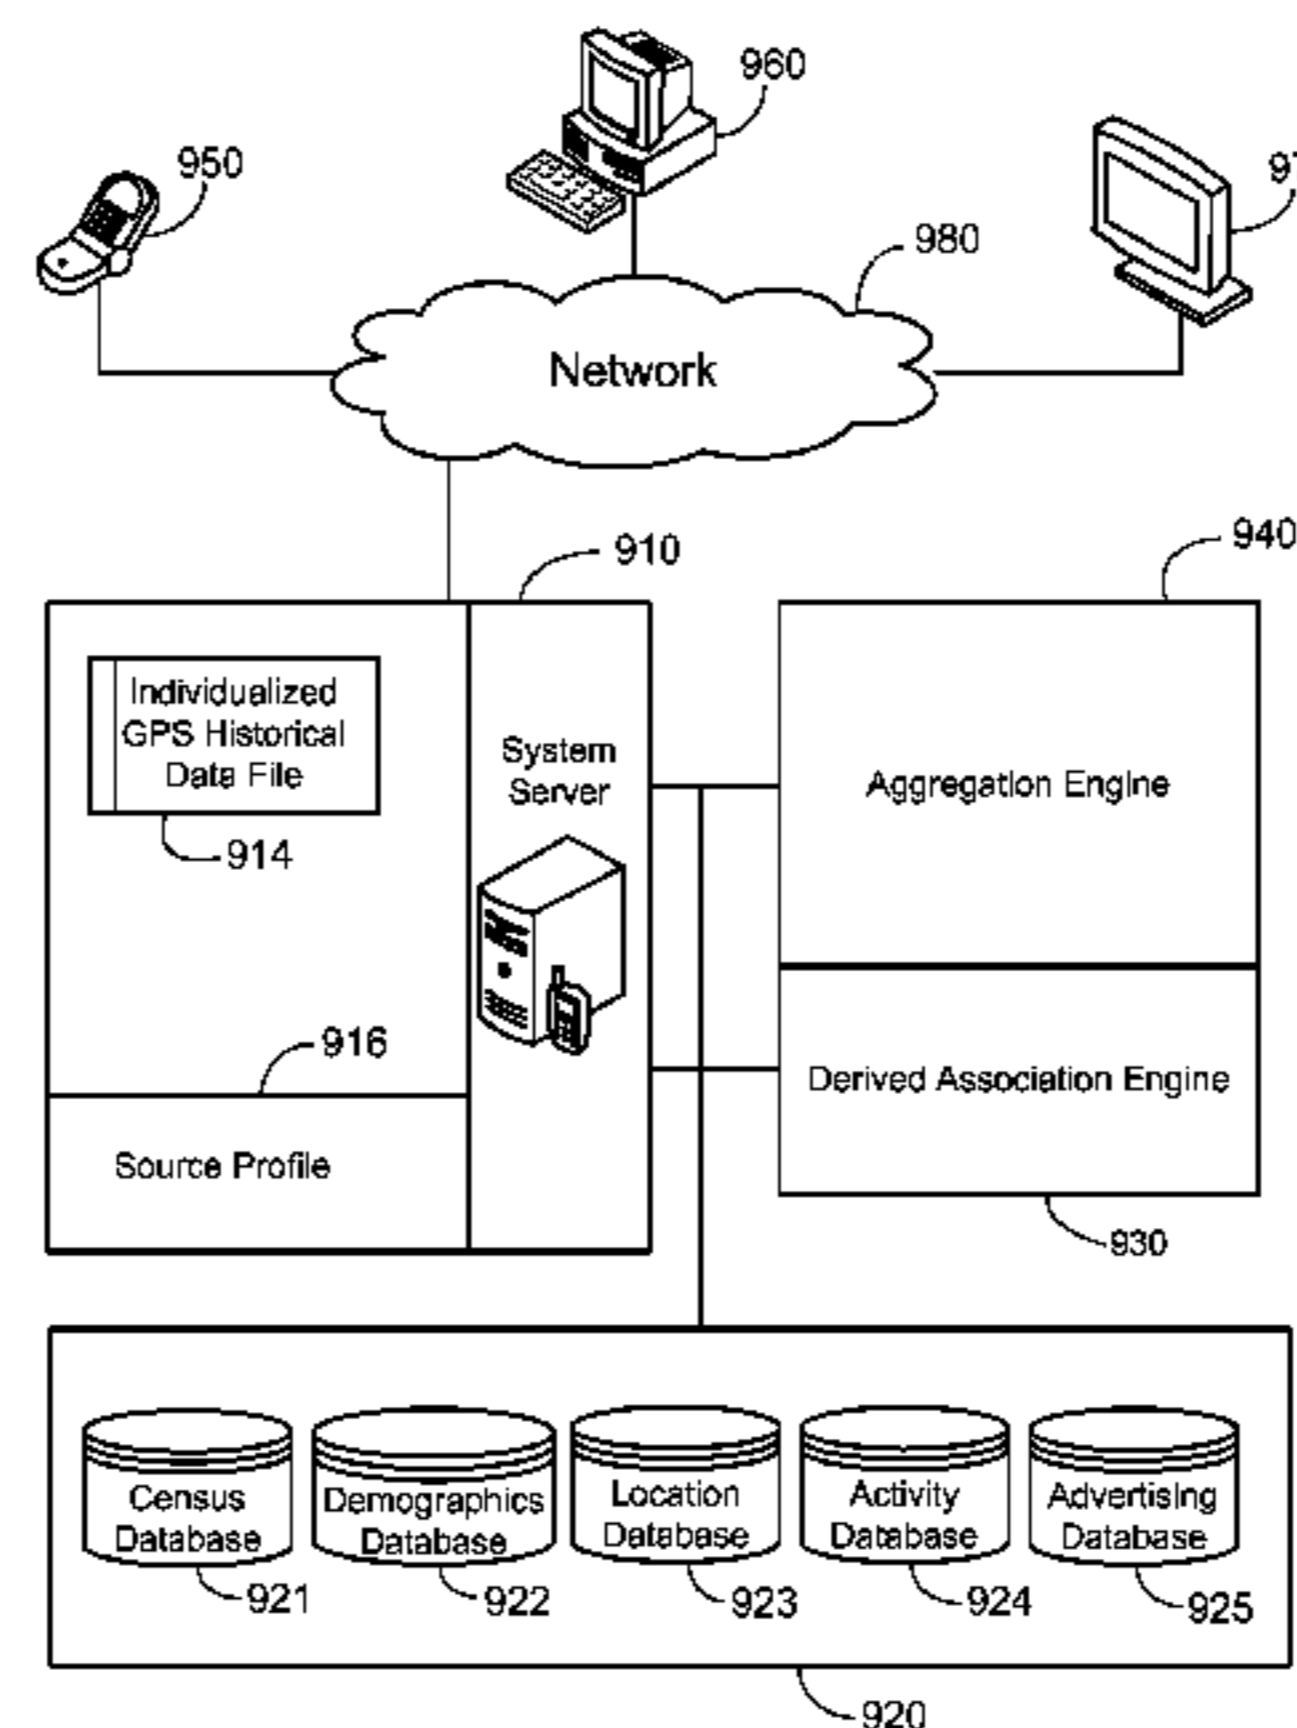 960
950
980
Network
910
940
Individualized
GPS Historical
Data File
System
Server
Aggregation Engine
914
916
Derived Association Engine
Source Profile
930
Census
Database
Demographics
Database
Location
Database
Activity
Database
Advertising
Database
921
922
923
924
925
920